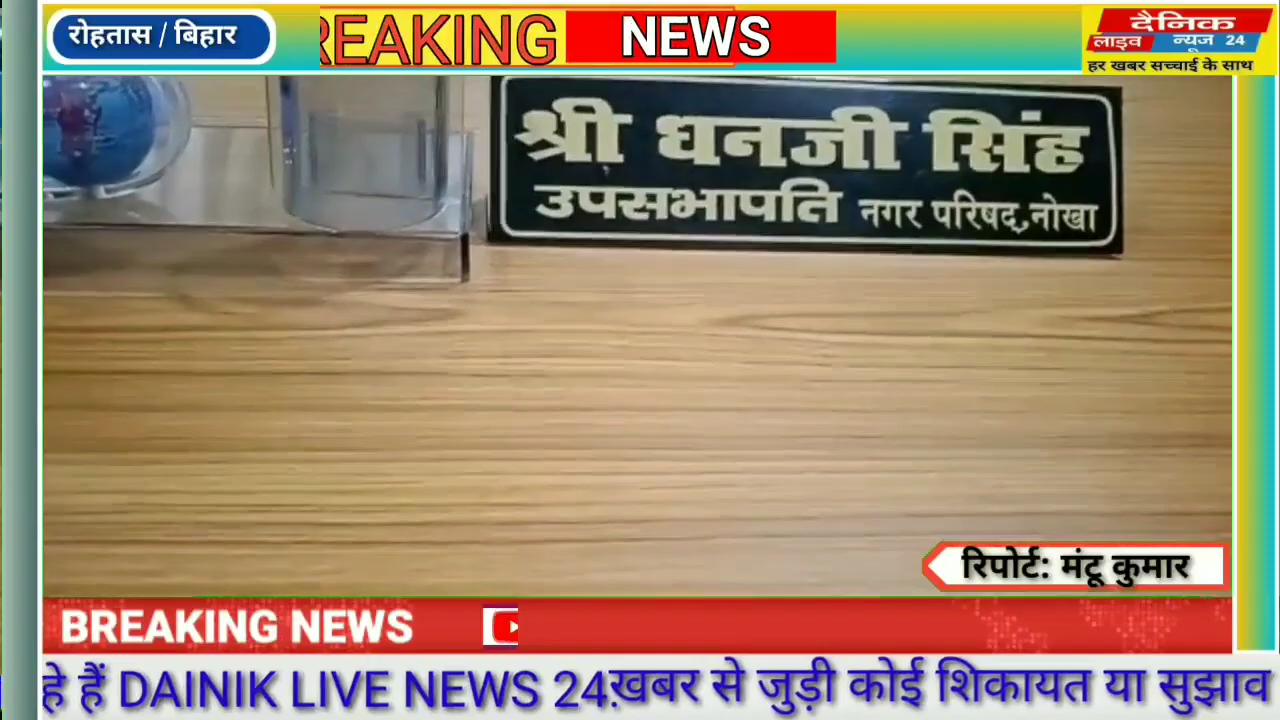 रोहतास / बिहार
REAKING NEWS
दैनिक
लाइव न्यूज 24
हर खबर सच्चाई के साथ
श्री धनजी सिंह
उपसभापति नगर परिषद,नोखा
रिपोर्ट: मंटू कुमार
BREAKING NEWS
हे हैं DAINIK LIVE NEWS 24.खबर से जुड़ी कोई शिकायत या सुझाव